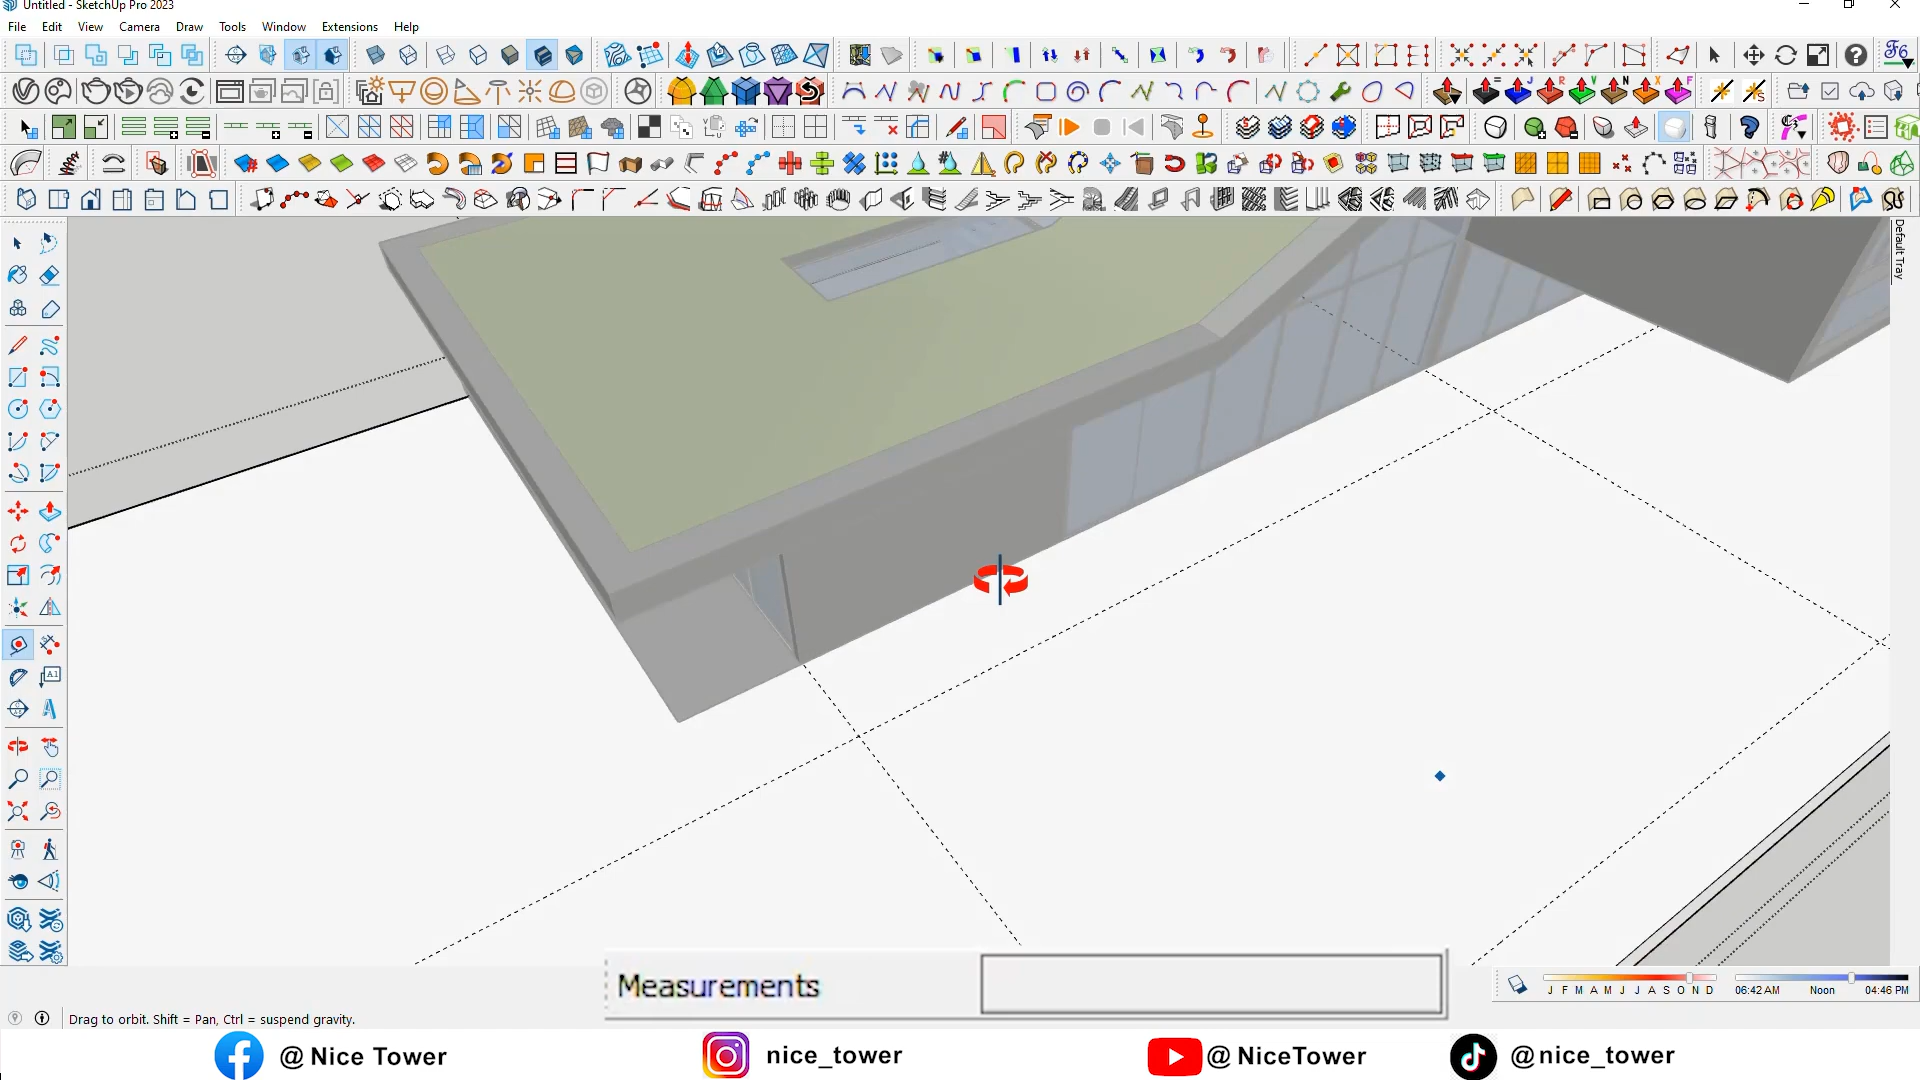 Untitled - SketchUp Pro 2023
File Edit View Camera Draw Tools Window Extensions Help
Default Tray
Measurements
J F M A M J J A S O N D
06:42 AM Noon 04:46 PM
Drag to orbit. Shift = Pan, Ctrl = suspend gravity.
@ Nice Tower
nice_tower
@ NiceTower
@nice_tower